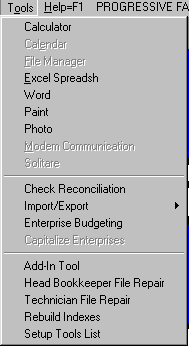 Tools Help=F1 PROGRESSIVE FA
Calculator
Calendar
File Manager
Excel Spreadsh
Word
Paint
Photo
Modem Communication
Solitare
Check Reconciliation
Import/Export
Enterprise Budgeting
Capitalize Enterprises
Add-In Tool
Head Bookkeeper File Repair
Technician File Repair
Rebuild Indexes
Setup Tools List